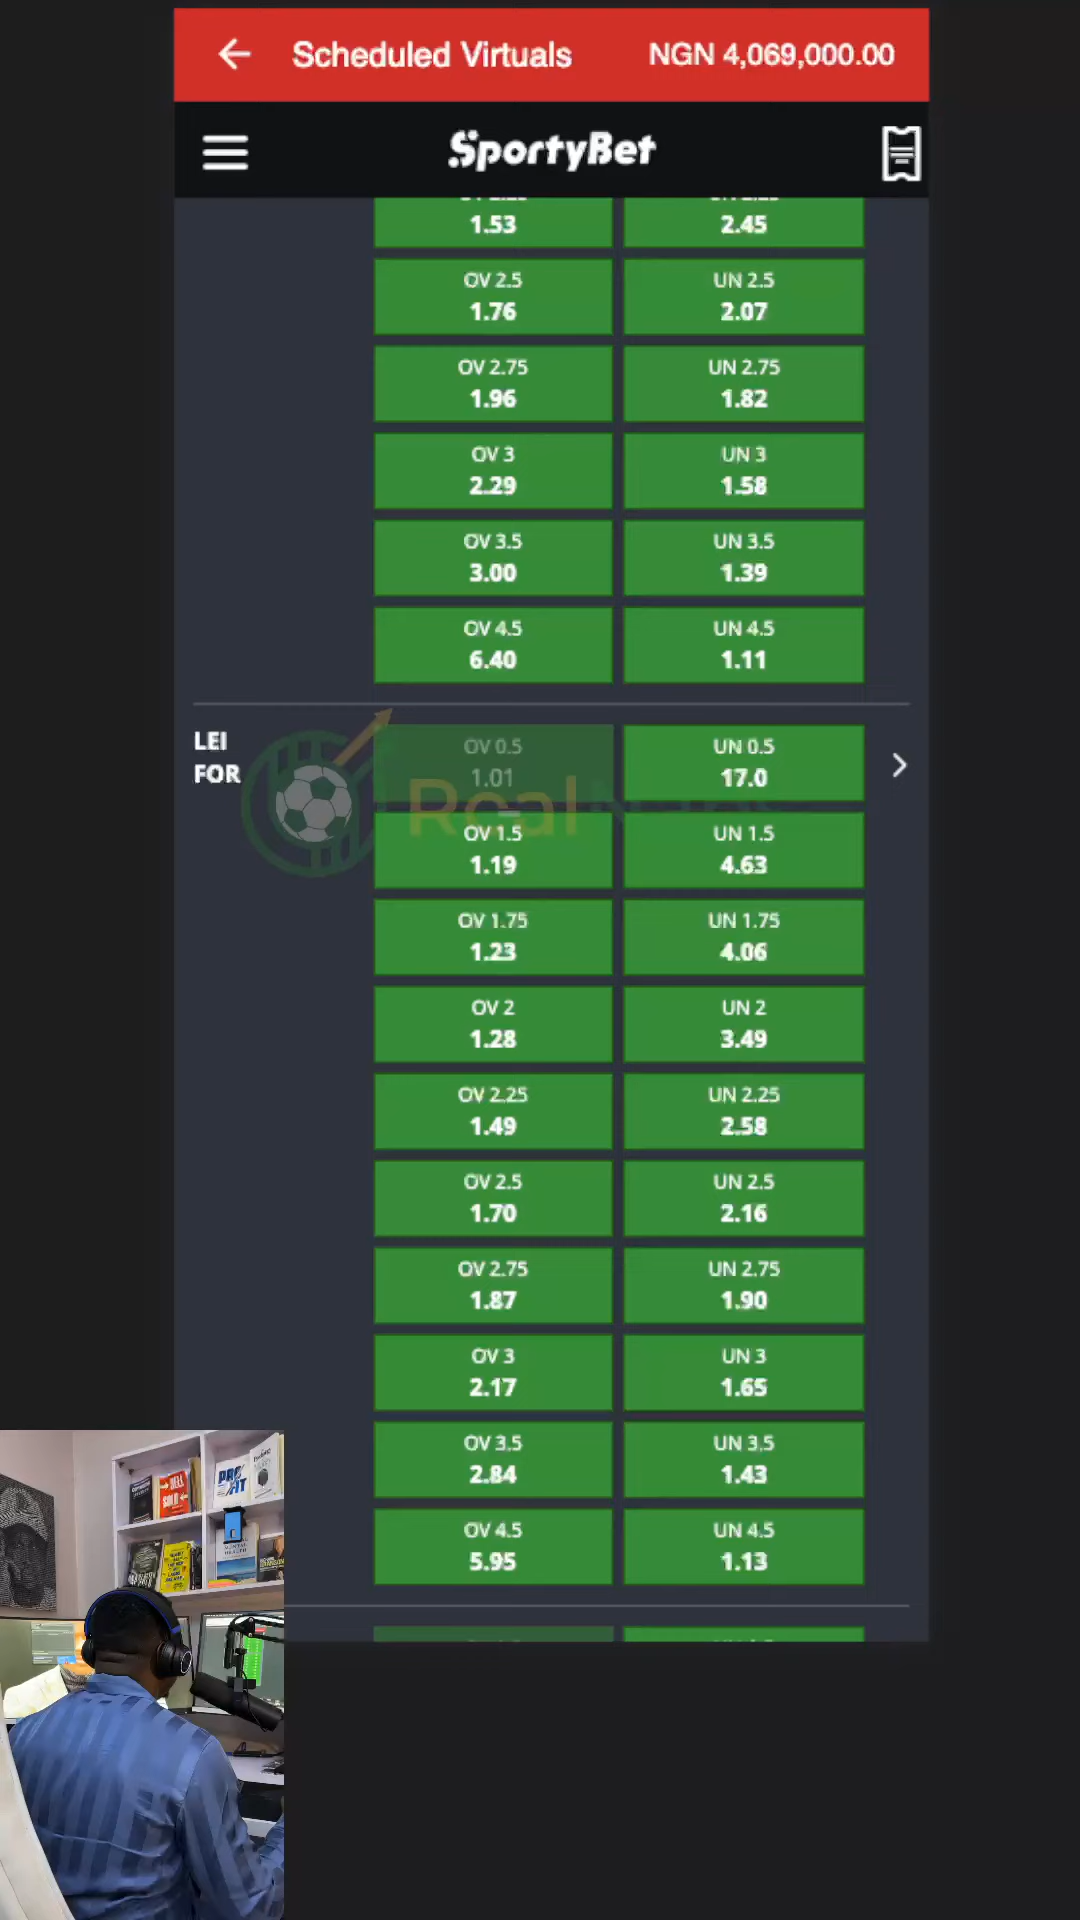 Scheduled Virtuals
NGN 4,069,000.00
SportyBet
1.53
2.45
OV 2.5
1.76
UN 2.5
2.07
OV 2.75
1.96
UN 2.75
1.82
OV 3
2.29
UN 3
1.58
OV 3.5
3.00
UN 3.5
1.39
OV 4.5
6.40
UN 4.5
1.11
LEI
FOR
OV 0.5
1.01
UN 0.5
17.0
OV 1.5
1.19
UN 1.5
4.63
OV 1.75
1.23
UN 1.75
4.06
OV 2
1.28
UN 2
3.49
OV 2.25
1.49
UN 2.25
2.58
OV 2.5
1.70
UN 2.5
2.16
OV 2.75
1.87
UN 2.75
1.90
OV 3
2.17
UN 3
1.65
OV 3.5
2.84
UN 3.5
1.43
OV 4.5
5.95
UN 4.5
1.13